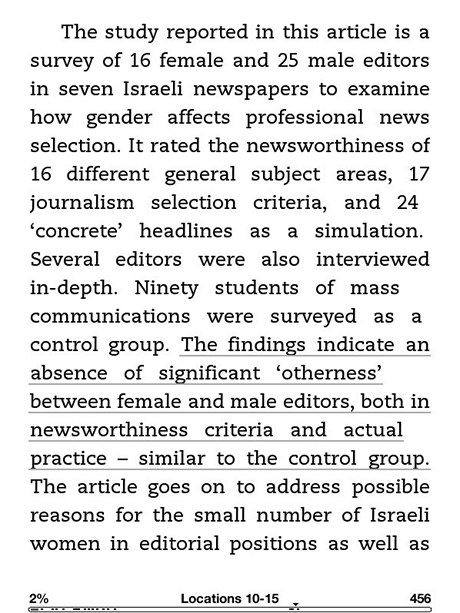 The study reported in this article is a
survey of 16 female and 25 male editors
in seven Israeli newspapers to examine
how gender affects professional news
selection. It rated the newsworthiness of
16 different general subject areas, 17
journalism selection criteria, and 24
‘concrete’ headlines as a simulation.
Several editors were also interviewed
in-depth. Ninety students of mass
communications were surveyed as a
control group. The findings indicate an
absence of significant ‘otherness’
between female and male editors, both in
newsworthiness criteria and actual
practice – similar to the control group.
The article goes on to address possible
reasons for the small number of Israeli
women in editorial positions as well as
2% Locations 10-15 456